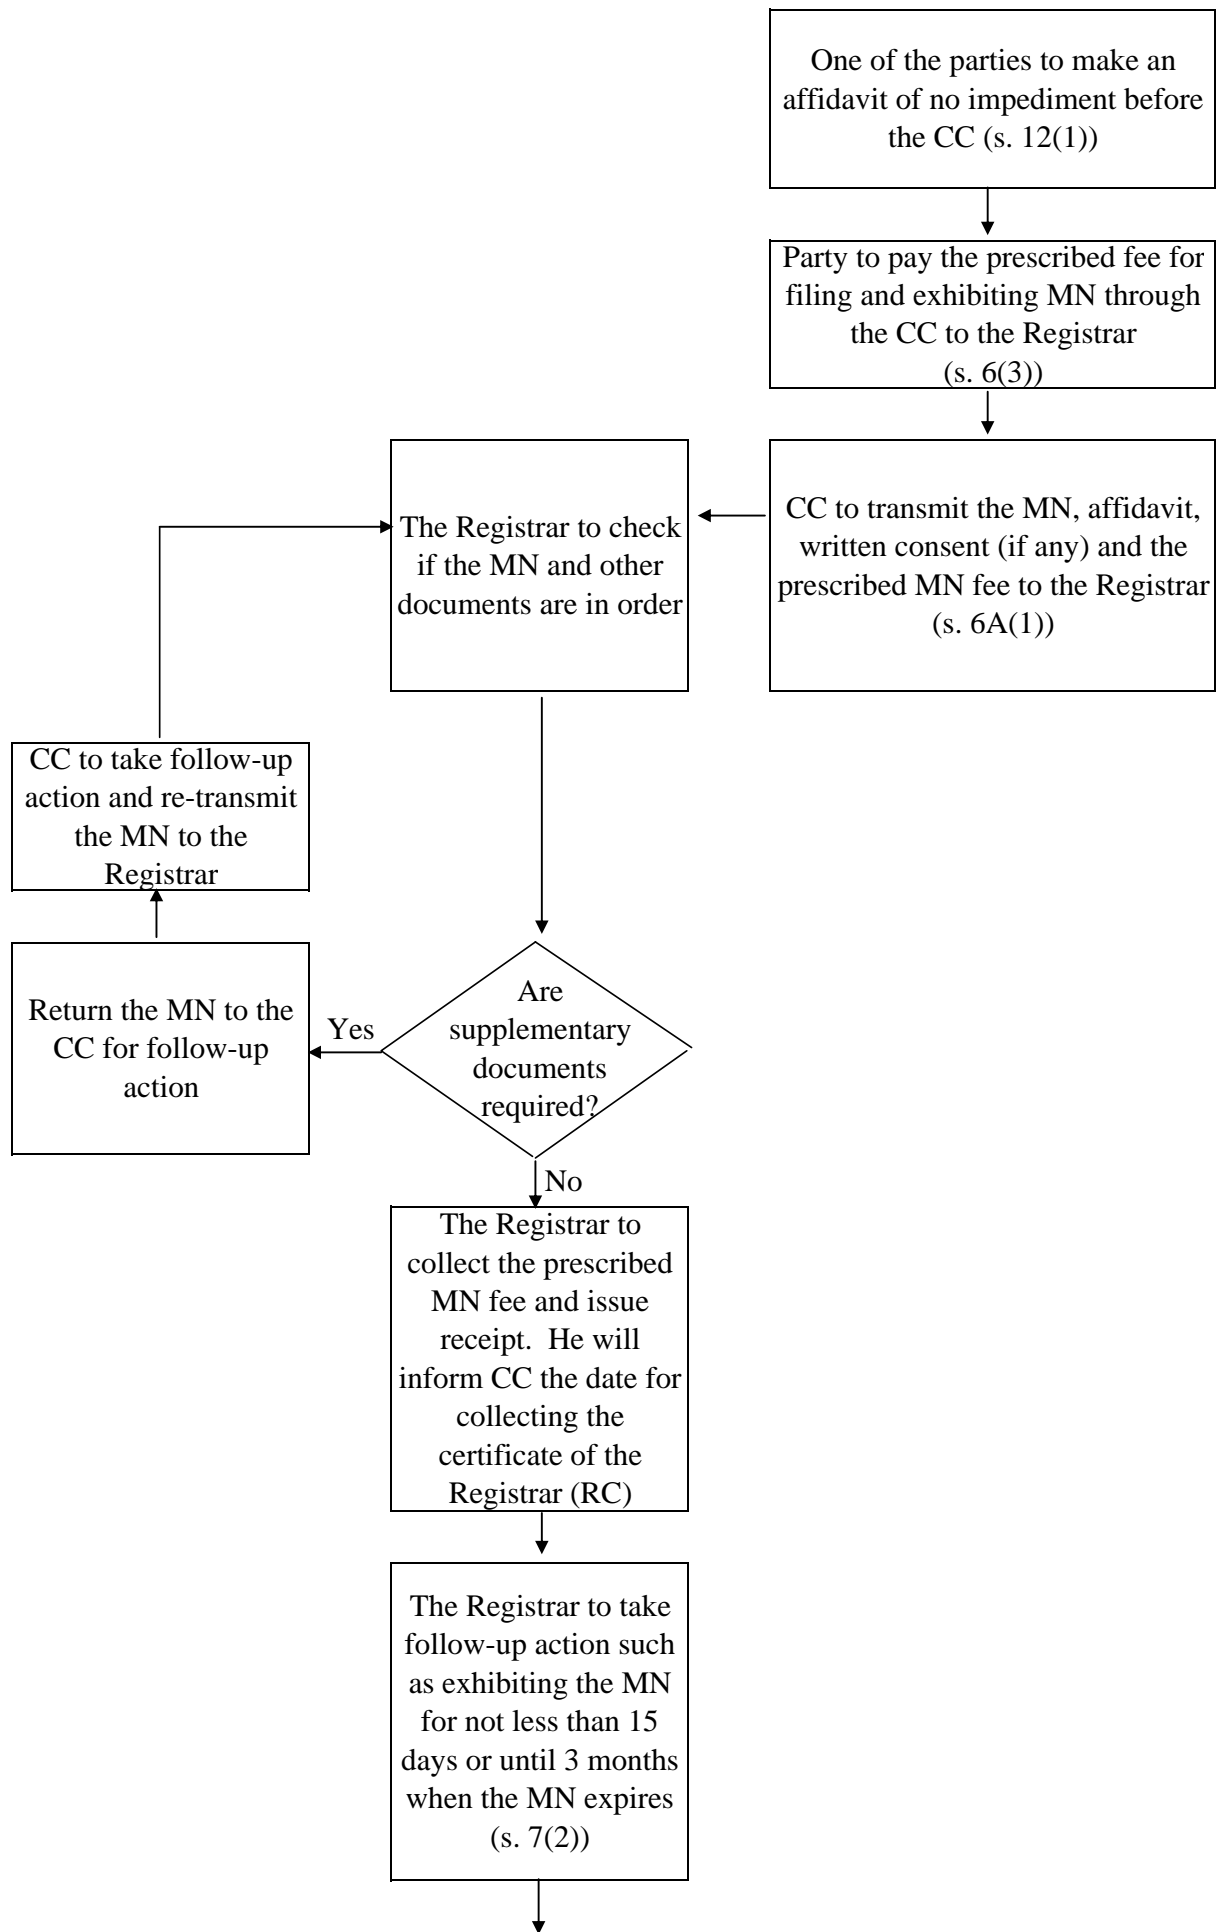 One of the parties to make an
affidavit of no impediment before
the CC (s. 12(1))
Party to pay the prescribed fee for
filing and exhibiting MN through
the CC to the Registrar
(s. 6(3))
CC to transmit the MN, affidavit,
written consent (if any) and the
prescribed MN fee to the Registrar
(s. 6A(1))
The Registrar to check
if the MN and other
documents are in order
CC to take follow-up
action and re-transmit
the MN to the
Registrar
Return the MN to the
CC for follow-up
action
Yes
Are
supplementary
documents
required?
No
The Registrar to
collect the prescribed
MN fee and issue
receipt.  He will
inform CC the date for
collecting the
certificate of the
Registrar (RC)
The Registrar to take
follow-up action such
as exhibiting the MN
for not less than 15
days or until 3 months
when the MN expires
(s. 7(2))